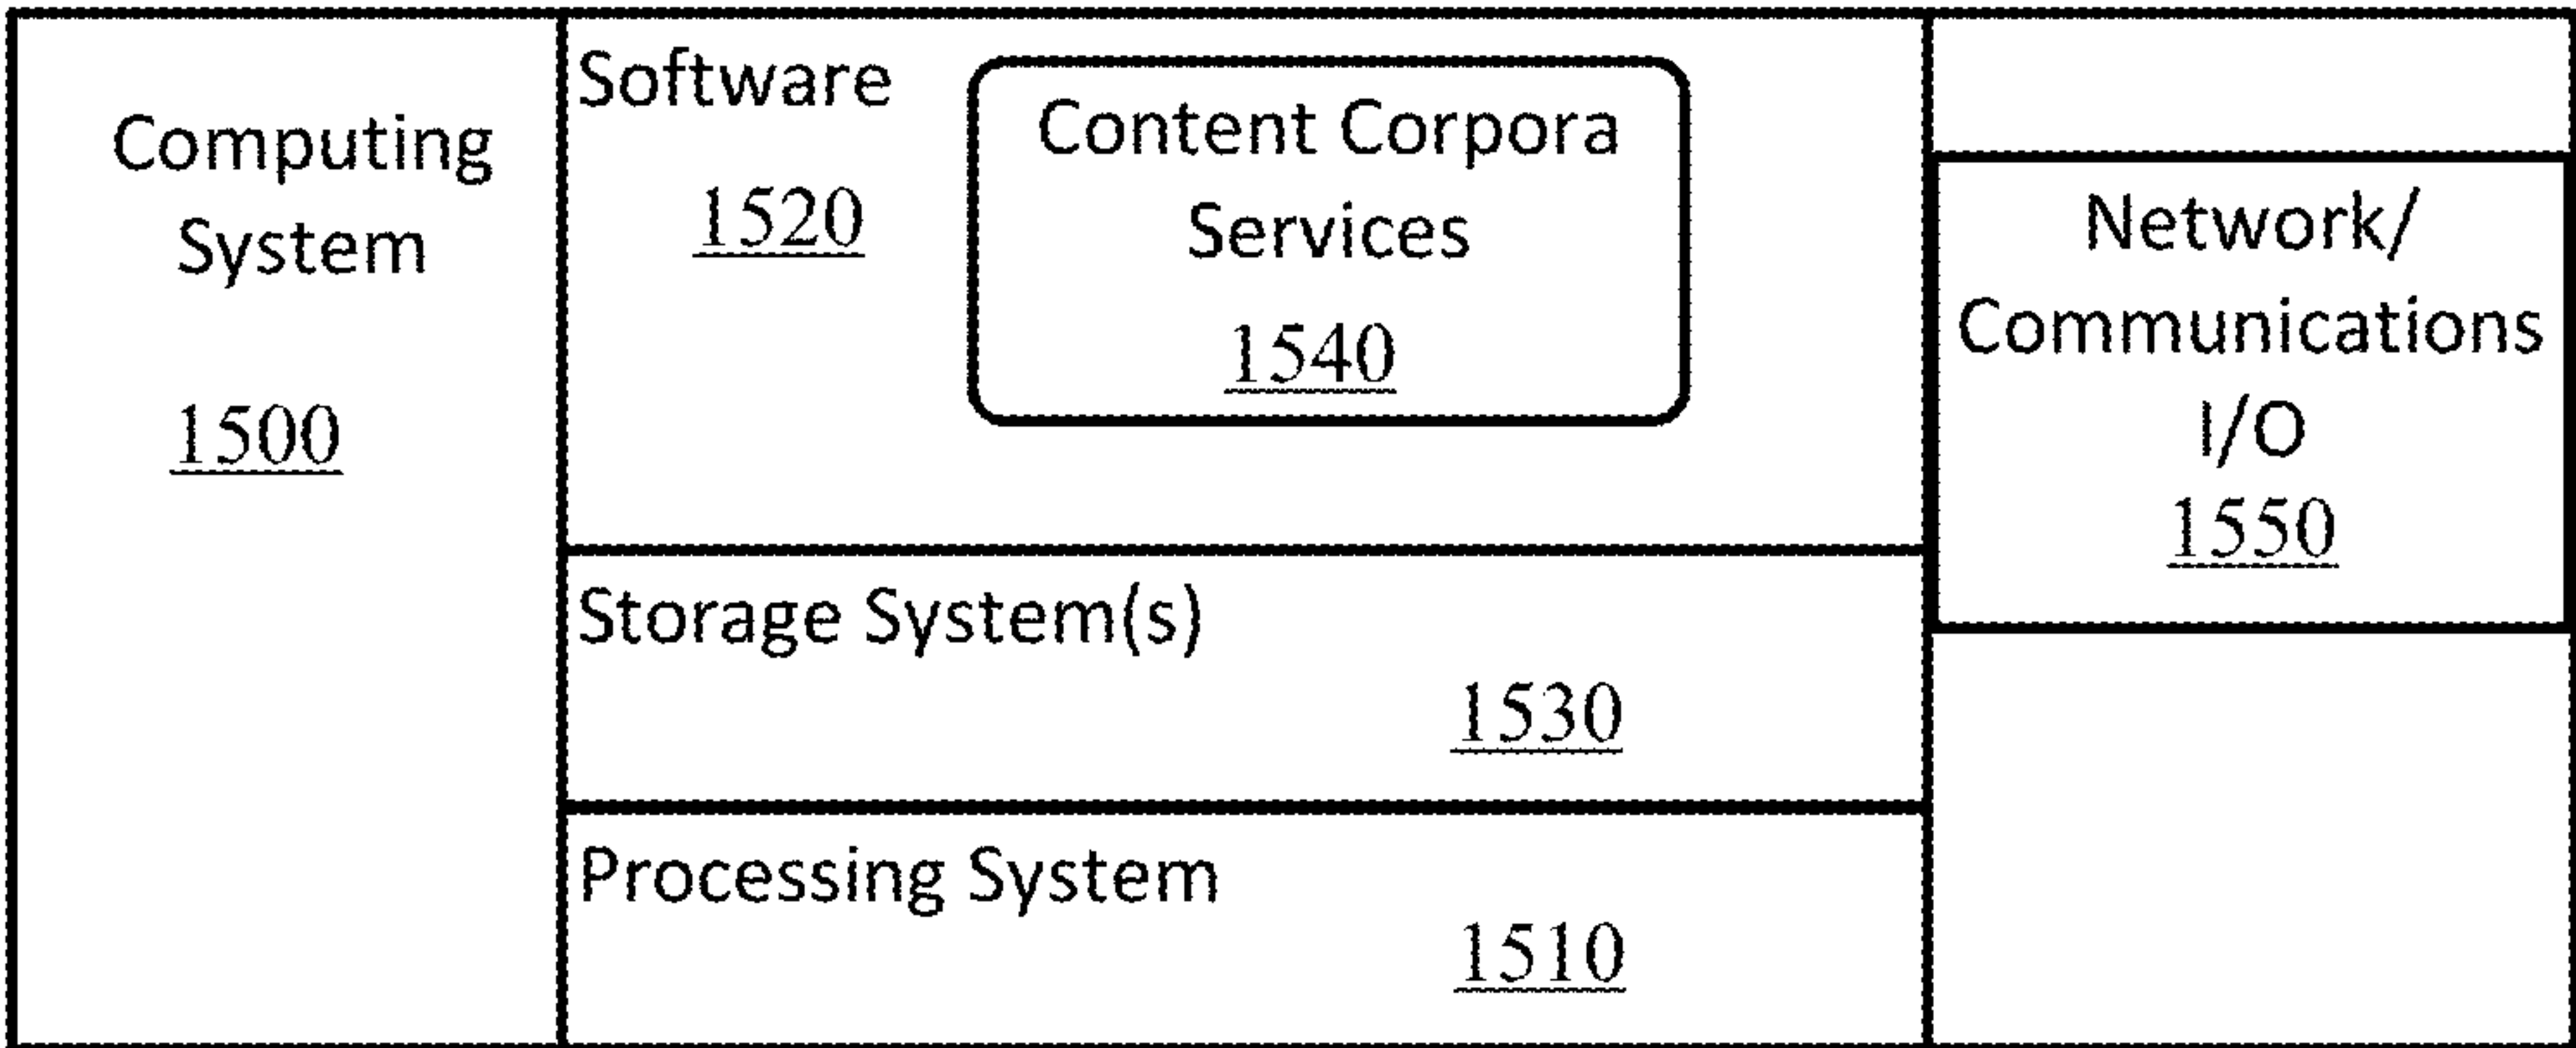 Computing
System
1500
Software
1520
Content Corpora
Services
1540
Storage System(s)
1530
Processing System
1510
Network/
Communications
I/O
1550